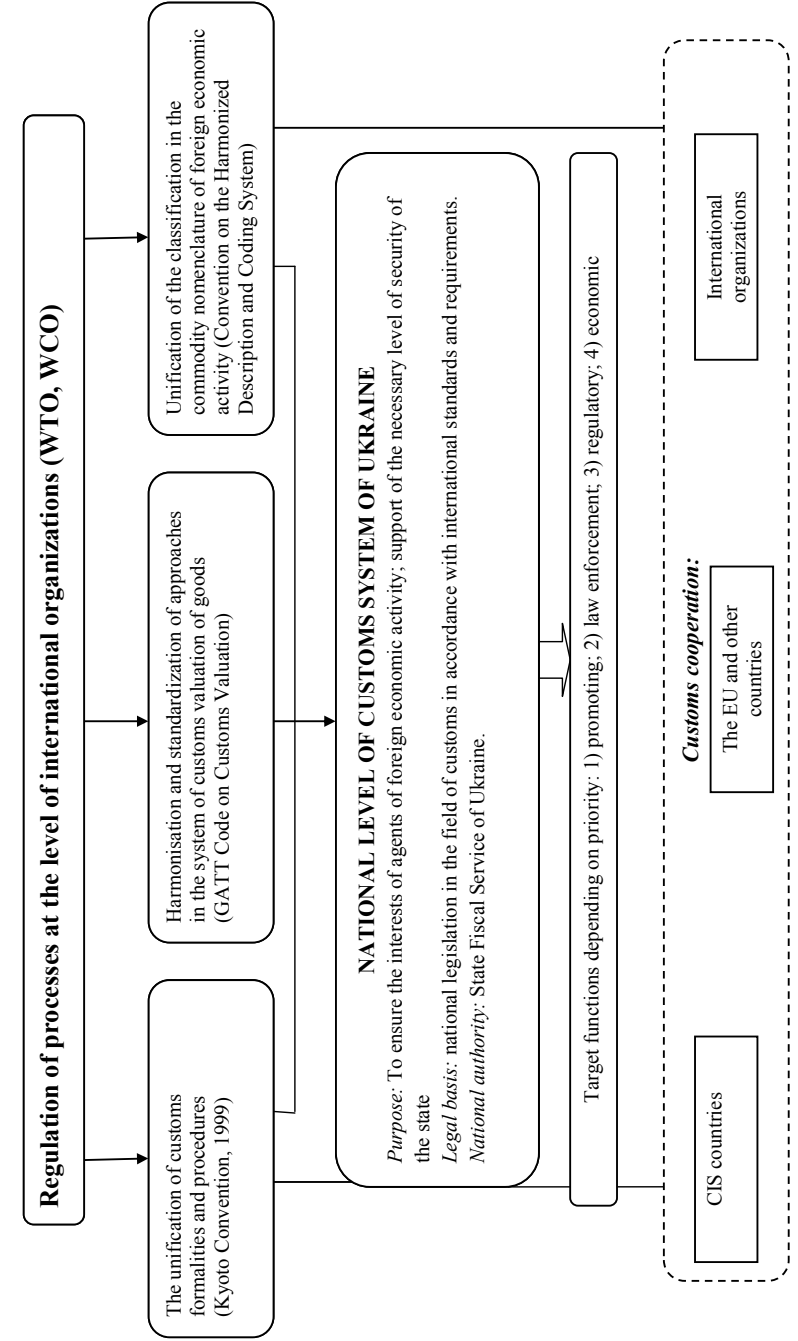 Regulation of processes at the level of international organizations (WTO, WCO)
The unification of customs
formalities and procedures
(Kyoto Convention, 1999)
Harmonisation and standardization of approaches
in the system of customs valuation of goods
(GATT Code on Customs Valuation)
Unification of the classification in the
commodity nomenclature of foreign economic
activity (Convention on the Harmonized
Description and Coding System)
NATIONAL LEVEL OF CUSTOMS SYSTEM OF UKRAINE
Purpose: To ensure the interests of agents of foreign economic activity; support of the necessary level of security of
the state
Legal basis: national legislation in the field of customs in accordance with international standards and requirements.
National authority: State Fiscal Service of Ukraine.
Target functions depending on priority: 1) promoting; 2) law enforcement; 3) regulatory; 4) economic
Customs cooperation:
CIS countries
The EU and other
countries
International
organizations